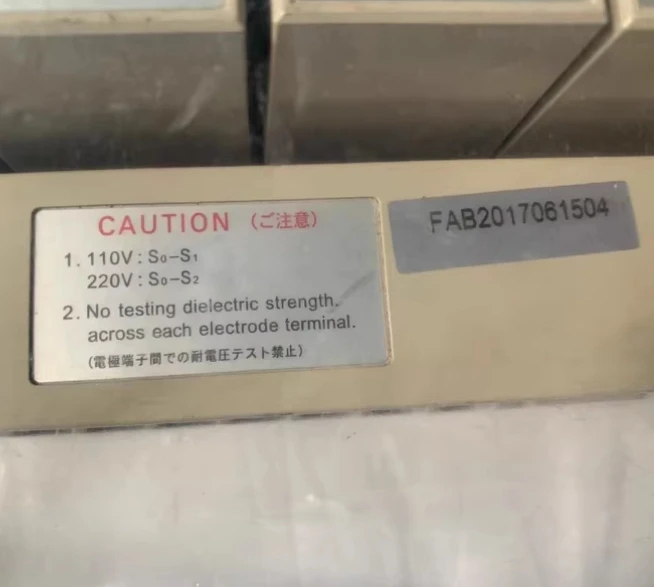 CAUTION (ご注意)
1. 110V : S₀–S₁
220V : S₀–S₂
2. No testing dielectric strength.
across each electrode terminal.
(電極端子間での耐電圧テスト禁止)
FAB2017061504